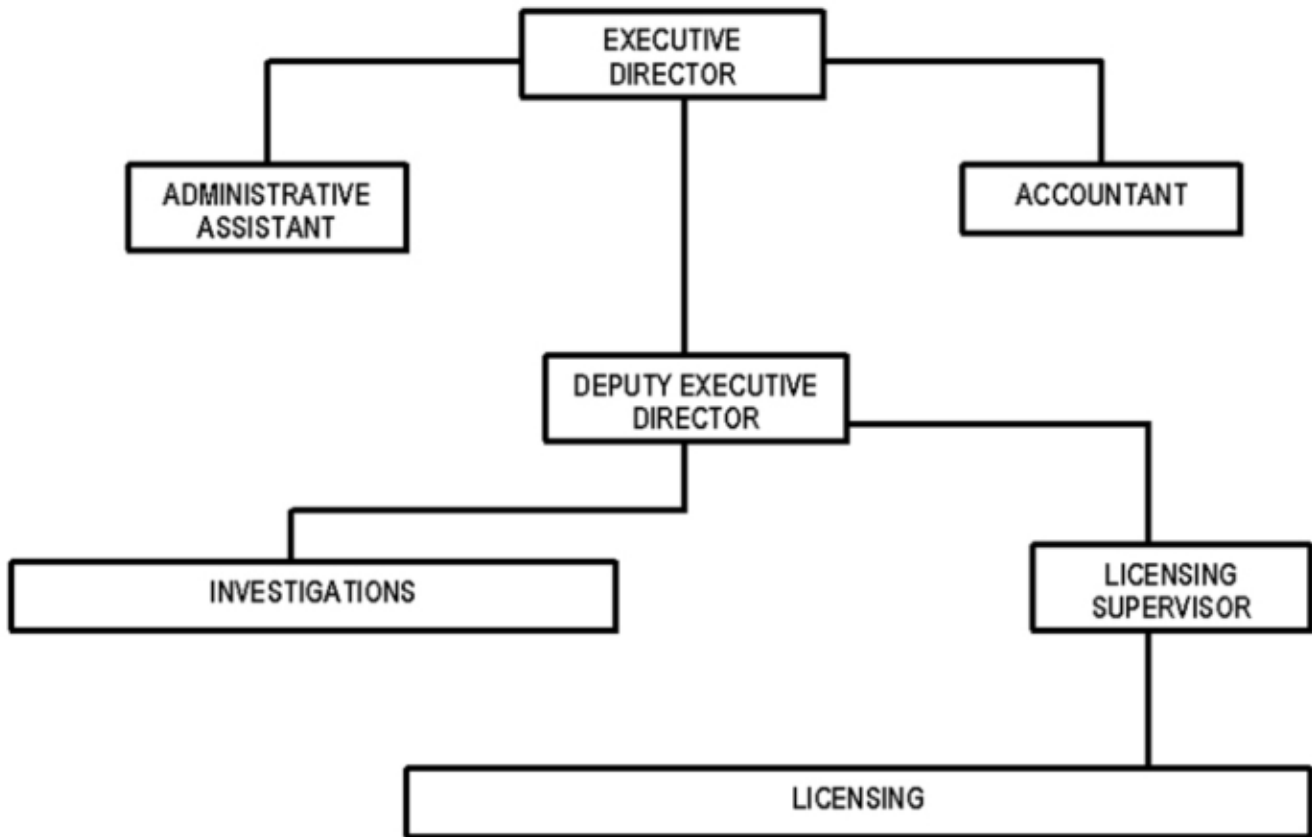 EXECUTIVE
DIRECTOR
ADMINISTRATIVE
ASSISTANT
ACCOUNTANT
DEPUTY EXECUTIVE
DIRECTOR
INVESTIGATIONS
LICENSING
SUPERVISOR
LICENSING